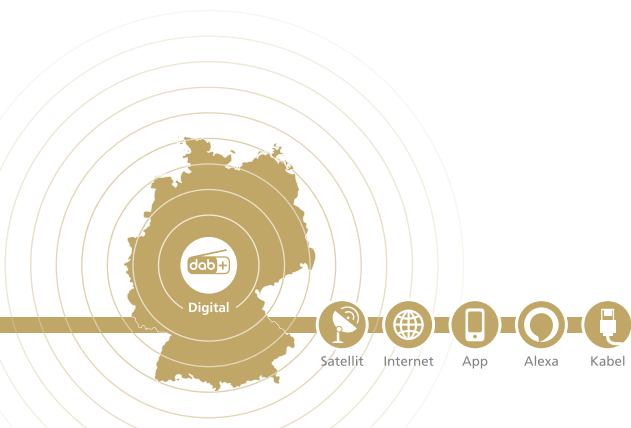 dab+
Digital
Satellit
Internet
App
Alexa
Kabel